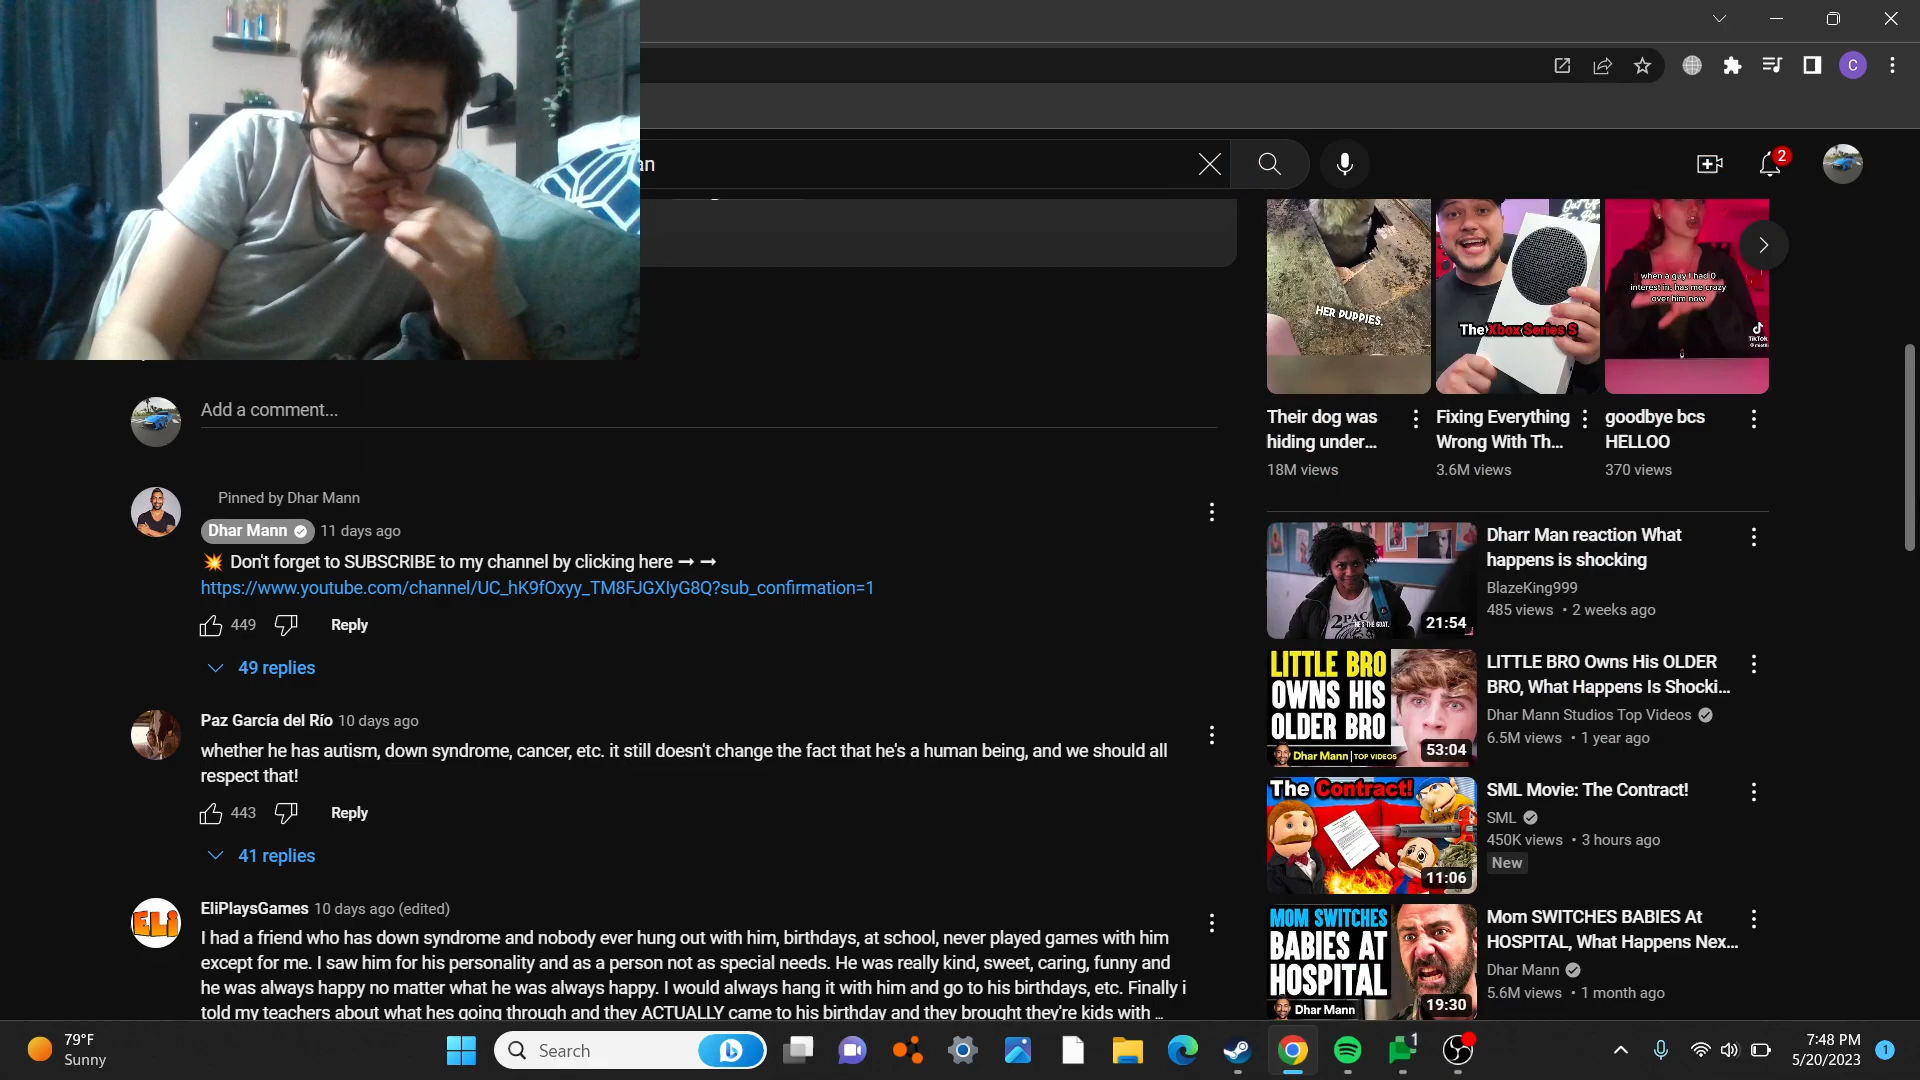 an
2
C
HER PUPPIES.
The Xbox Series S
when a guy I had 0
interest in, has me crazy
over him now
TikTok
Their dog was
hiding under...
18M views
Fixing Everything
Wrong With Th...
3.6M views
goodbye bcs
HELLOO
370 views
Add a comment...
Pinned by Dhar Mann
Dhar Mann 11 days ago
💥 Don't forget to SUBSCRIBE to my channel by clicking here ➞ ➞
https://www.youtube.com/channel/UC_hK9fOxyy_TM8FJGXIyG8Q?sub_confirmation=1
449 Reply
49 replies
Paz García del Río 10 days ago
whether he has autism, down syndrome, cancer, etc. it still doesn't change the fact that he's a human being, and we should all
respect that!
443 Reply
41 replies
ELi
EliPlaysGames 10 days ago (edited)
I had a friend who has down syndrome and nobody ever hung out with him, birthdays, at school, never played games with him
except for me. I saw him for his personality and as a person not as special needs. He was really kind, sweet, caring, funny and
he was always happy no matter what he was always happy. I would always hang it with him and go to his birthdays, etc. Finally i
told my teachers about what hes going through and they ACTUALLY came to his birthday and they brought they're kids with ...
2PAC
HE'S THE GOAT.
21:54
Dharr Man reaction What
happens is shocking
BlazeKing999
485 views • 2 weeks ago
LITTLE BRO
OWNS HIS
OLDER BRO
Dhar Mann | TOP VIDEOS
53:04
LITTLE BRO Owns His OLDER
BRO, What Happens Is Shocki...
Dhar Mann Studios Top Videos
6.5M views • 1 year ago
The Contract!
11:06
SML Movie: The Contract!
SML
450K views • 3 hours ago
New
MOM SWITCHES
BABIES AT
HOSPITAL
Dhar Mann
19:30
Mom SWITCHES BABIES At
HOSPITAL, What Happens Nex...
Dhar Mann
5.6M views • 1 month ago
79°F
Sunny
Search
1
7:48 PM
5/20/2023
1